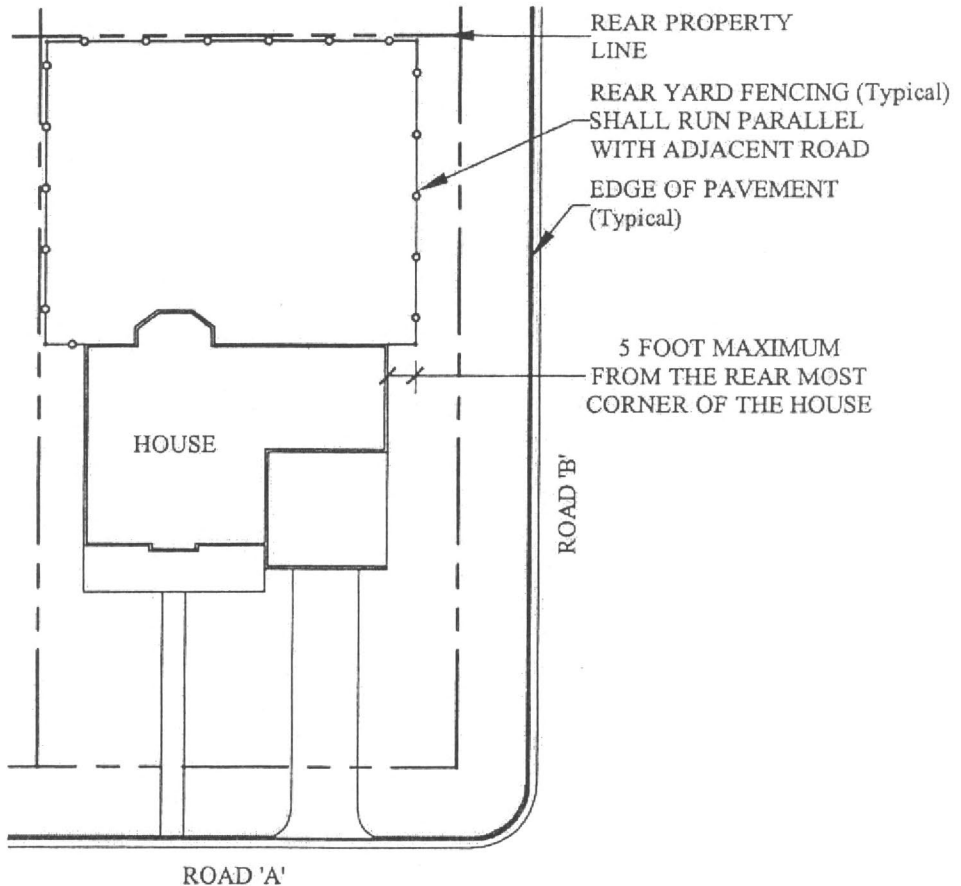 REAR PROPERTY
LINE
REAR YARD FENCING (Typical)
SHALL RUN PARALLEL
WITH ADJACENT ROAD
EDGE OF PAVEMENT
(Typical)
5 FOOT MAXIMUM
FROM THE REAR MOST
CORNER OF THE HOUSE
HOUSE
ROAD 'B'
ROAD 'A'